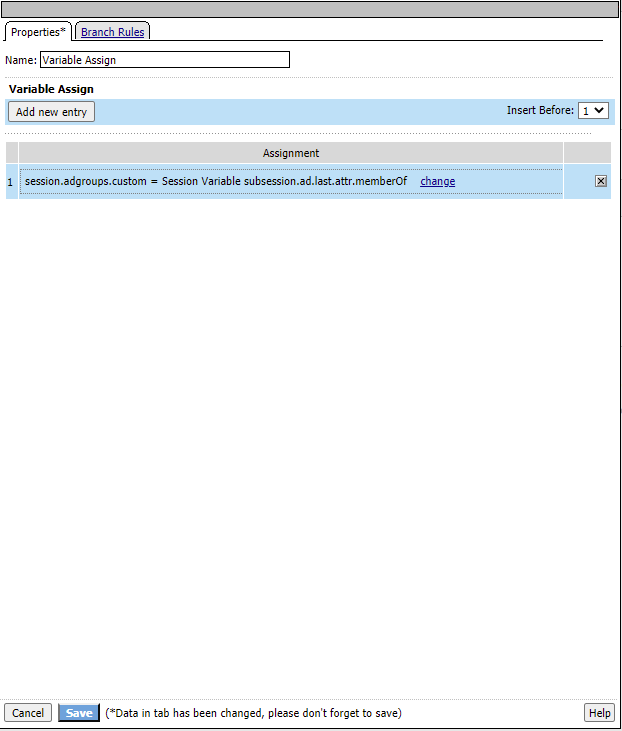 Properties* Branch Rules
Name: Variable Assign
Variable Assign
Add new entry Insert Before: 1
Assignment
1 session.adgroups.custom = Session Variable subsession.ad.last.attr.memberOf change
Cancel Save (*Data in tab has been changed, please don't forget to save) Help